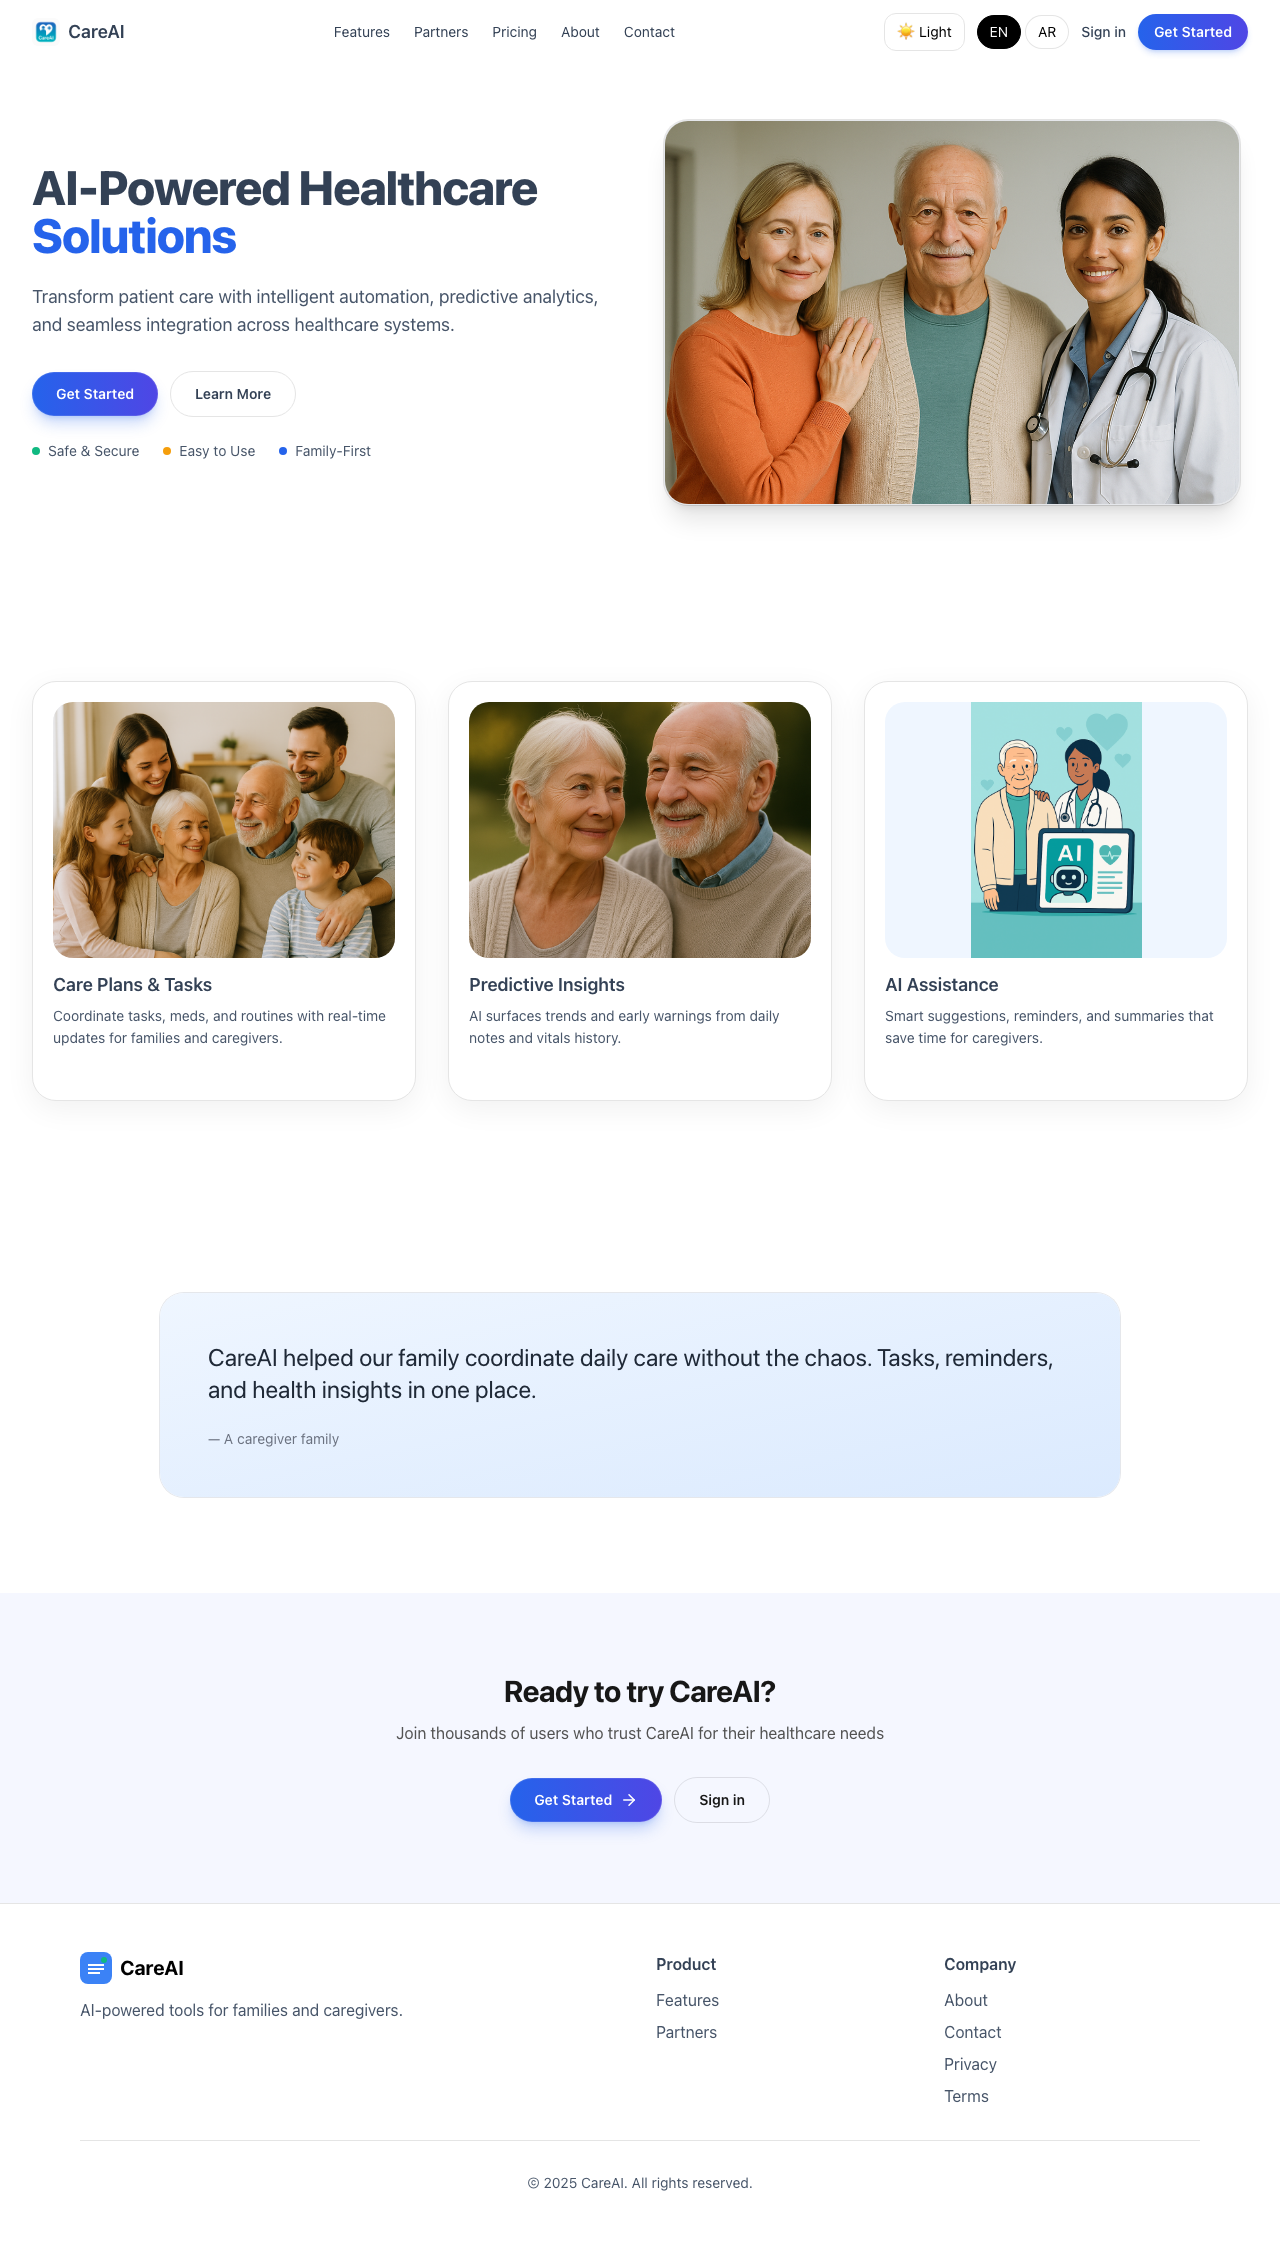 CareAI
Features Partners Pricing About Contact
☀️ Light EN AR Sign in Get Started
AI-Powered Healthcare
Solutions
Transform patient care with intelligent automation, predictive analytics,
and seamless integration across healthcare systems.
Get Started Learn More
Safe & Secure Easy to Use Family-First
Care Plans & Tasks
Coordinate tasks, meds, and routines with real-time
updates for families and caregivers.
Predictive Insights
AI surfaces trends and early warnings from daily
notes and vitals history.
AI
AI Assistance
Smart suggestions, reminders, and summaries that
save time for caregivers.
CareAI helped our family coordinate daily care without the chaos. Tasks, reminders,
and health insights in one place.
— A caregiver family
Ready to try CareAI?
Join thousands of users who trust CareAI for their healthcare needs
Get Started → Sign in
CareAI
AI-powered tools for families and caregivers.
Product
Features
Partners
Company
About
Contact
Privacy
Terms
© 2025 CareAI. All rights reserved.